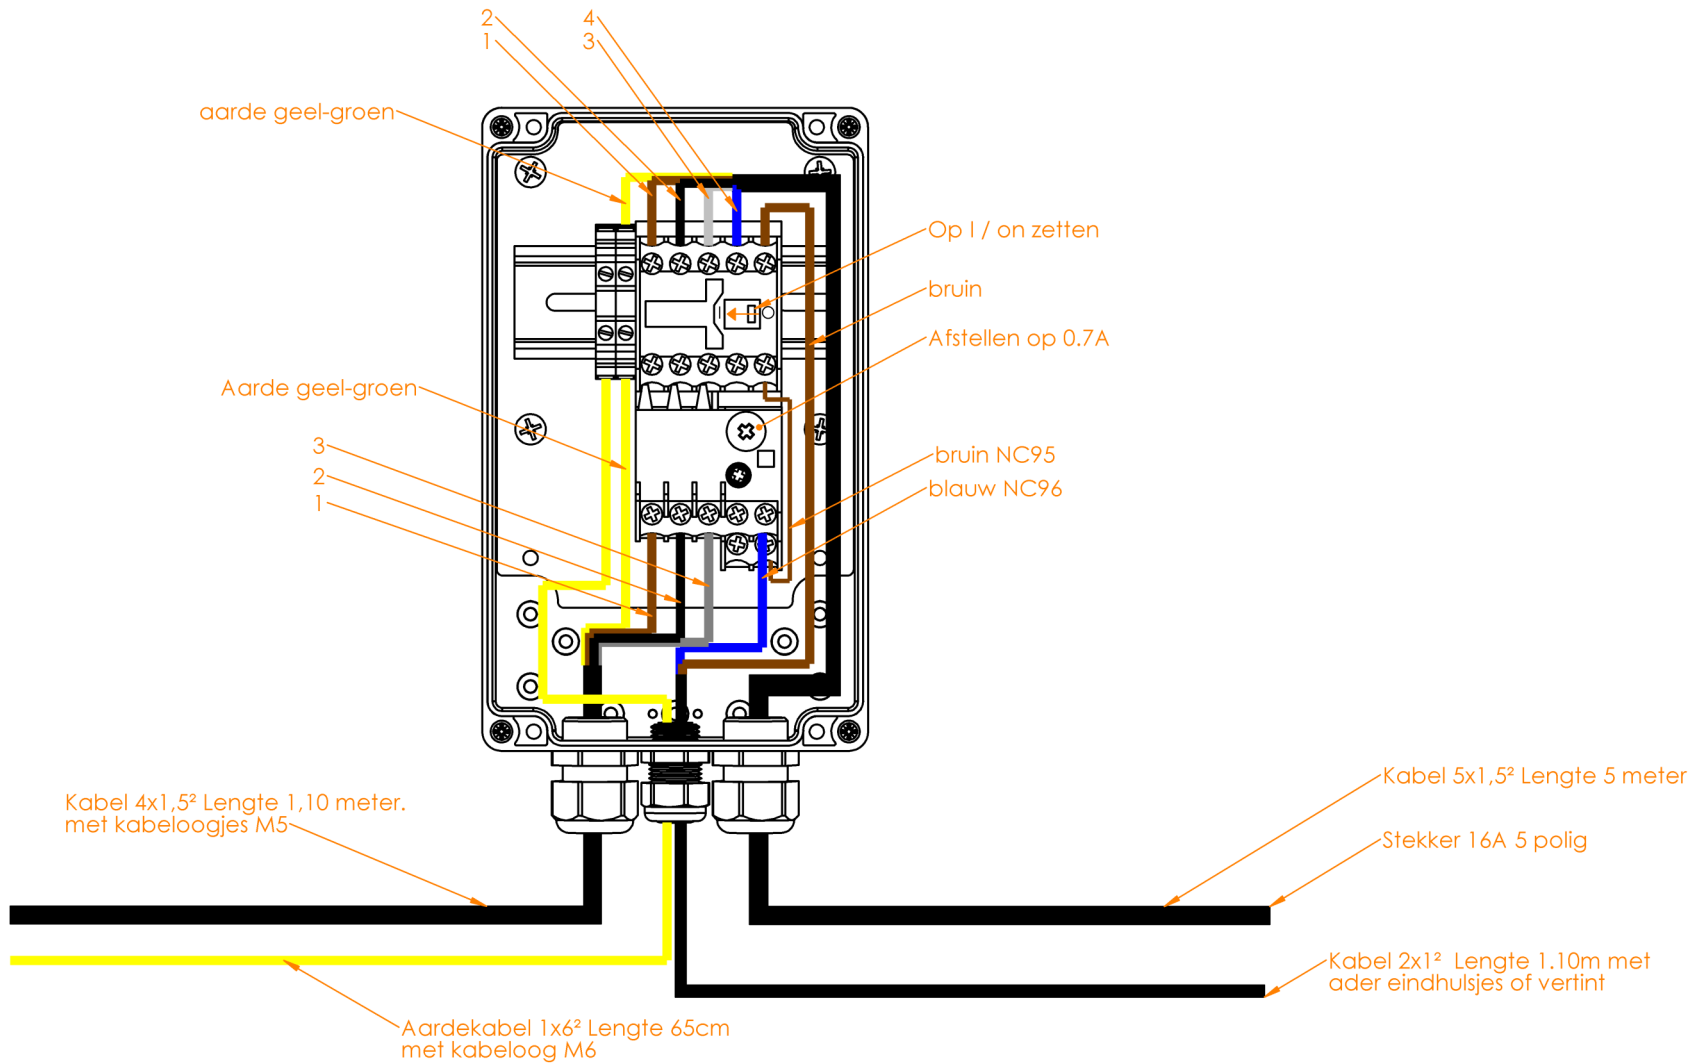 2
1
4
3
aarde geel-groen
Op I / on zetten
bruin
Afstellen op 0.7A
Aarde geel-groen
3
2
1
bruin NC95
blauw NC96
Kabel 4x1,5² Lengte 1,10 meter.
met kabeloogjes M5
Kabel 5x1,5² Lengte 5 meter
Stekker 16A 5 polig
Kabel 2x1² Lengte 1.10m met
ader eindhulsjes of vertint
Aardekabel 1x6² Lengte 65cm
met kabeloog M6